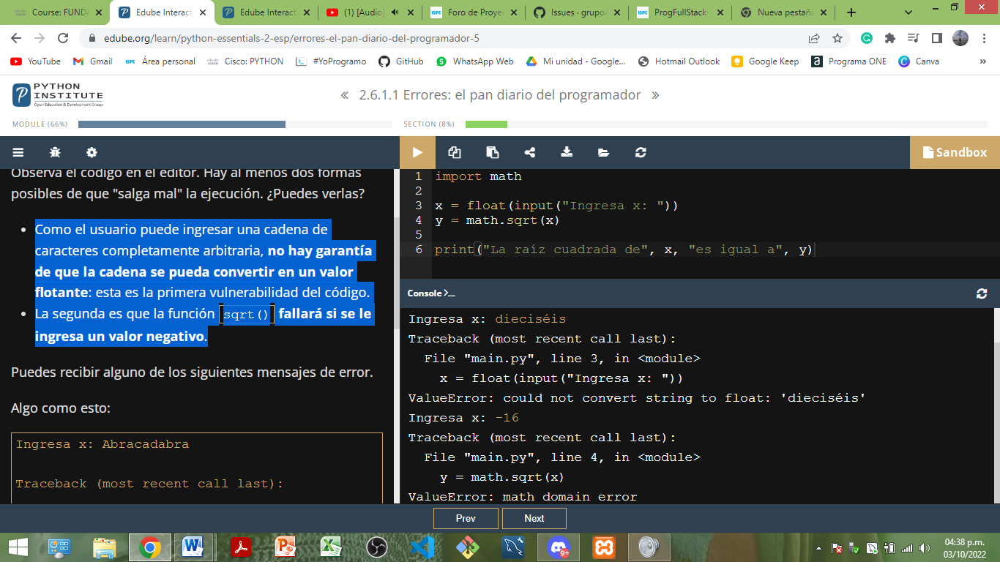 Course: FUNDA
Edube Interact
Edube Interact
(1) [Audio]
Foro de Proye
Issues · grupo
ProgFullStack-
Nueva pestaña
edube.org/learn/python-essentials-2-esp/errores-el-pan-diario-del-programador-5
YouTube Gmail Área personal Cisco: PYTHON #YoProgramo GitHub WhatsApp Web Mi unidad - Google... Hotmail Outlook Google Keep Programa ONE Canva »
PYTHON
INSTITUTE
Open Education & Development Group
« 2.6.1.1 Errores: el pan diario del programador »
MODULE (66%)
SECTION (8%)
Sandbox
Observa el código en el editor. Hay al menos dos formas
posibles de que "salga mal" la ejecución. ¿Puedes verlas?
• Como el usuario puede ingresar una cadena de
caracteres completamente arbitraria, no hay garantía
de que la cadena se pueda convertir en un valor
flotante: esta es la primera vulnerabilidad del código.
• La segunda es que la función sqrt() fallará si se le
ingresa un valor negativo.
Puedes recibir alguno de los siguientes mensajes de error.
Algo como esto:
Ingresa x: Abracadabra
Traceback (most recent call last):
1 import math
2
3 x = float(input("Ingresa x: "))
4 y = math.sqrt(x)
5
6 print("La raíz cuadrada de", x, "es igual a", y)
Console >_
Ingresa x: dieciséis
Traceback (most recent call last):
File "main.py", line 3, in <module>
x = float(input("Ingresa x: "))
ValueError: could not convert string to float: 'dieciséis'
Ingresa x: -16
Traceback (most recent call last):
File "main.py", line 4, in <module>
y = math.sqrt(x)
ValueError: math domain error
Prev
Next
9+
04:38 p.m.
03/10/2022